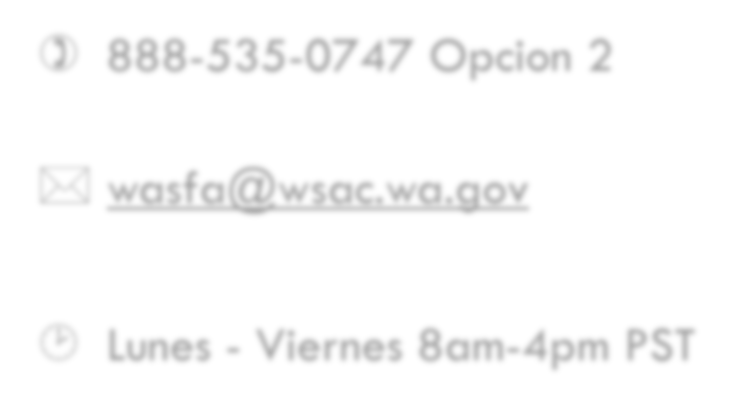 888-535-0747 Opcion 2
wasfa@wsac.wa.gov
Lunes - Viernes 8am-4pm PST